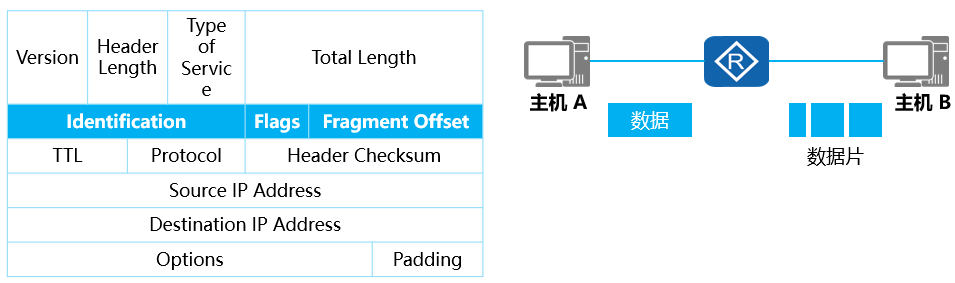 Version
Header
Length
Type
of
Servic
e
Total Length
Identification
Flags
Fragment Offset
TTL
Protocol
Header Checksum
Source IP Address
Destination IP Address
Options
Padding
R
主机 A
主机 B
数据
数据片